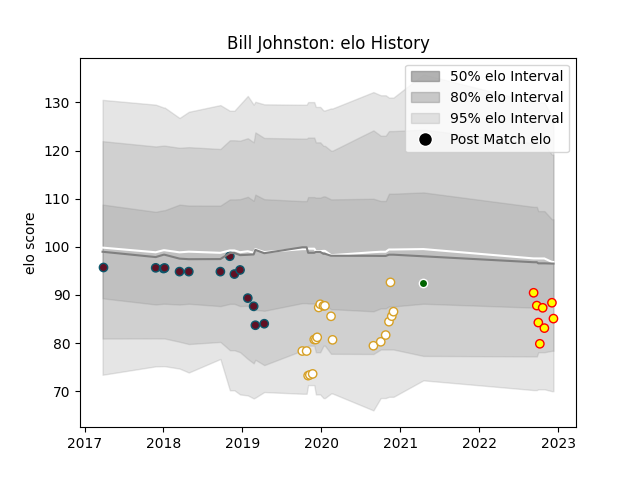 Bill Johnston: elo History
50% elo Interval
80% elo Interval
95% elo Interval
Post Match elo
elo score
130
120
110
100
90
80
70
2017 2018 2019 2020 2021 2022 2023